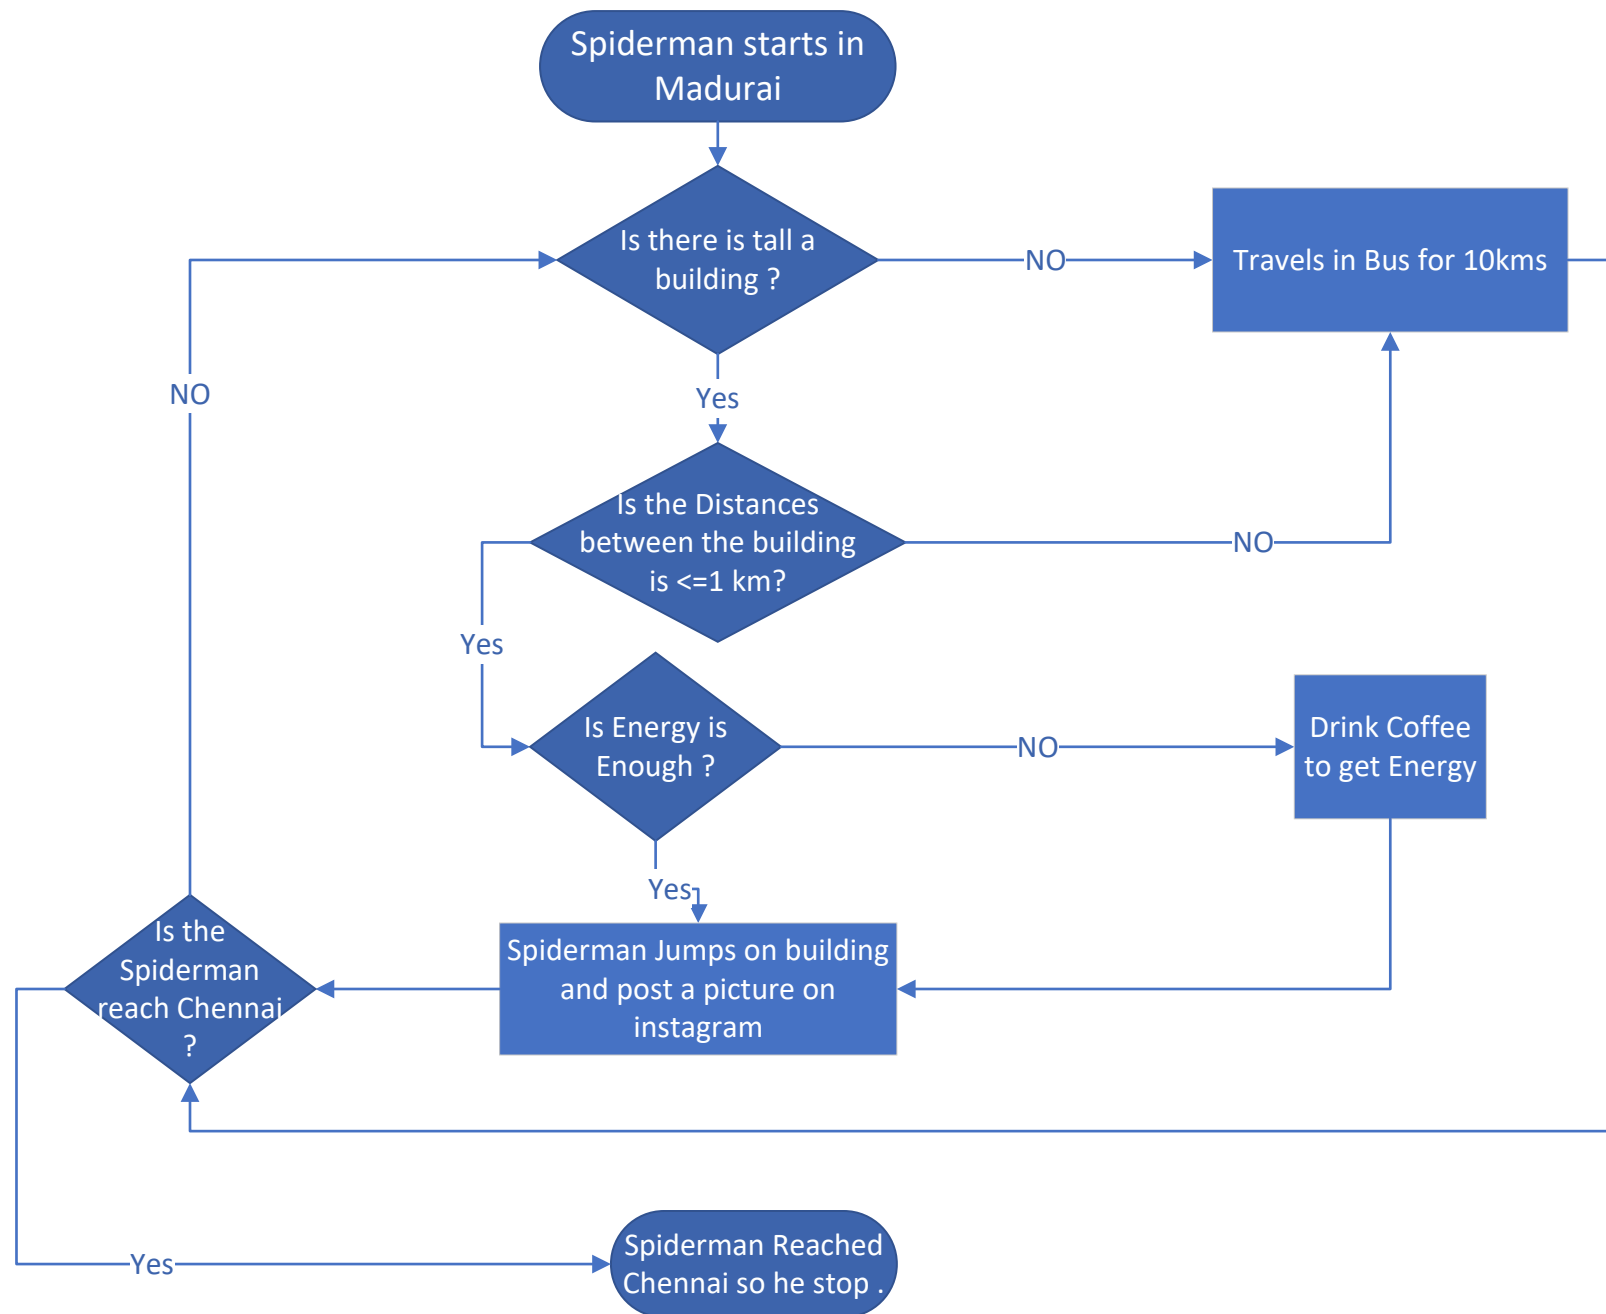 Spiderman starts in
Madurai
Is there is tall a
building ?
NO
Travels in Bus for 10kms
NO
Yes
Is the Distances
between the building
is <=1 km?
NO
Yes
Is Energy is
Enough ?
NO
Drink Coffee
to get Energy
Yes
Is the
Spiderman
reach Chennai
?
Spiderman Jumps on building
and post a picture on
instagram
Yes
Spiderman Reached
Chennai so he stop .